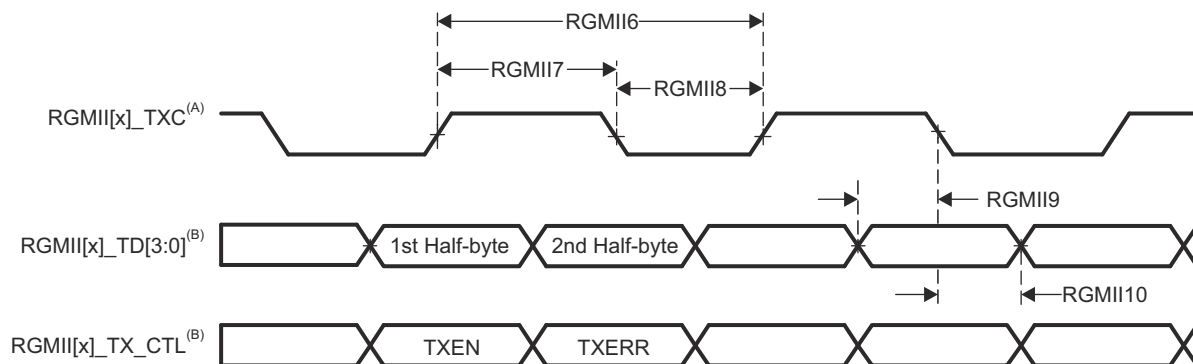 RGMII6
RGMII7
RGMII8
RGMII[x]_TXC(A)
RGMII9
RGMII[x]_TD[3:0](B)
1st Half-byte
2nd Half-byte
RGMII10
RGMII[x]_TX_CTL(B)
TXEN
TXERR